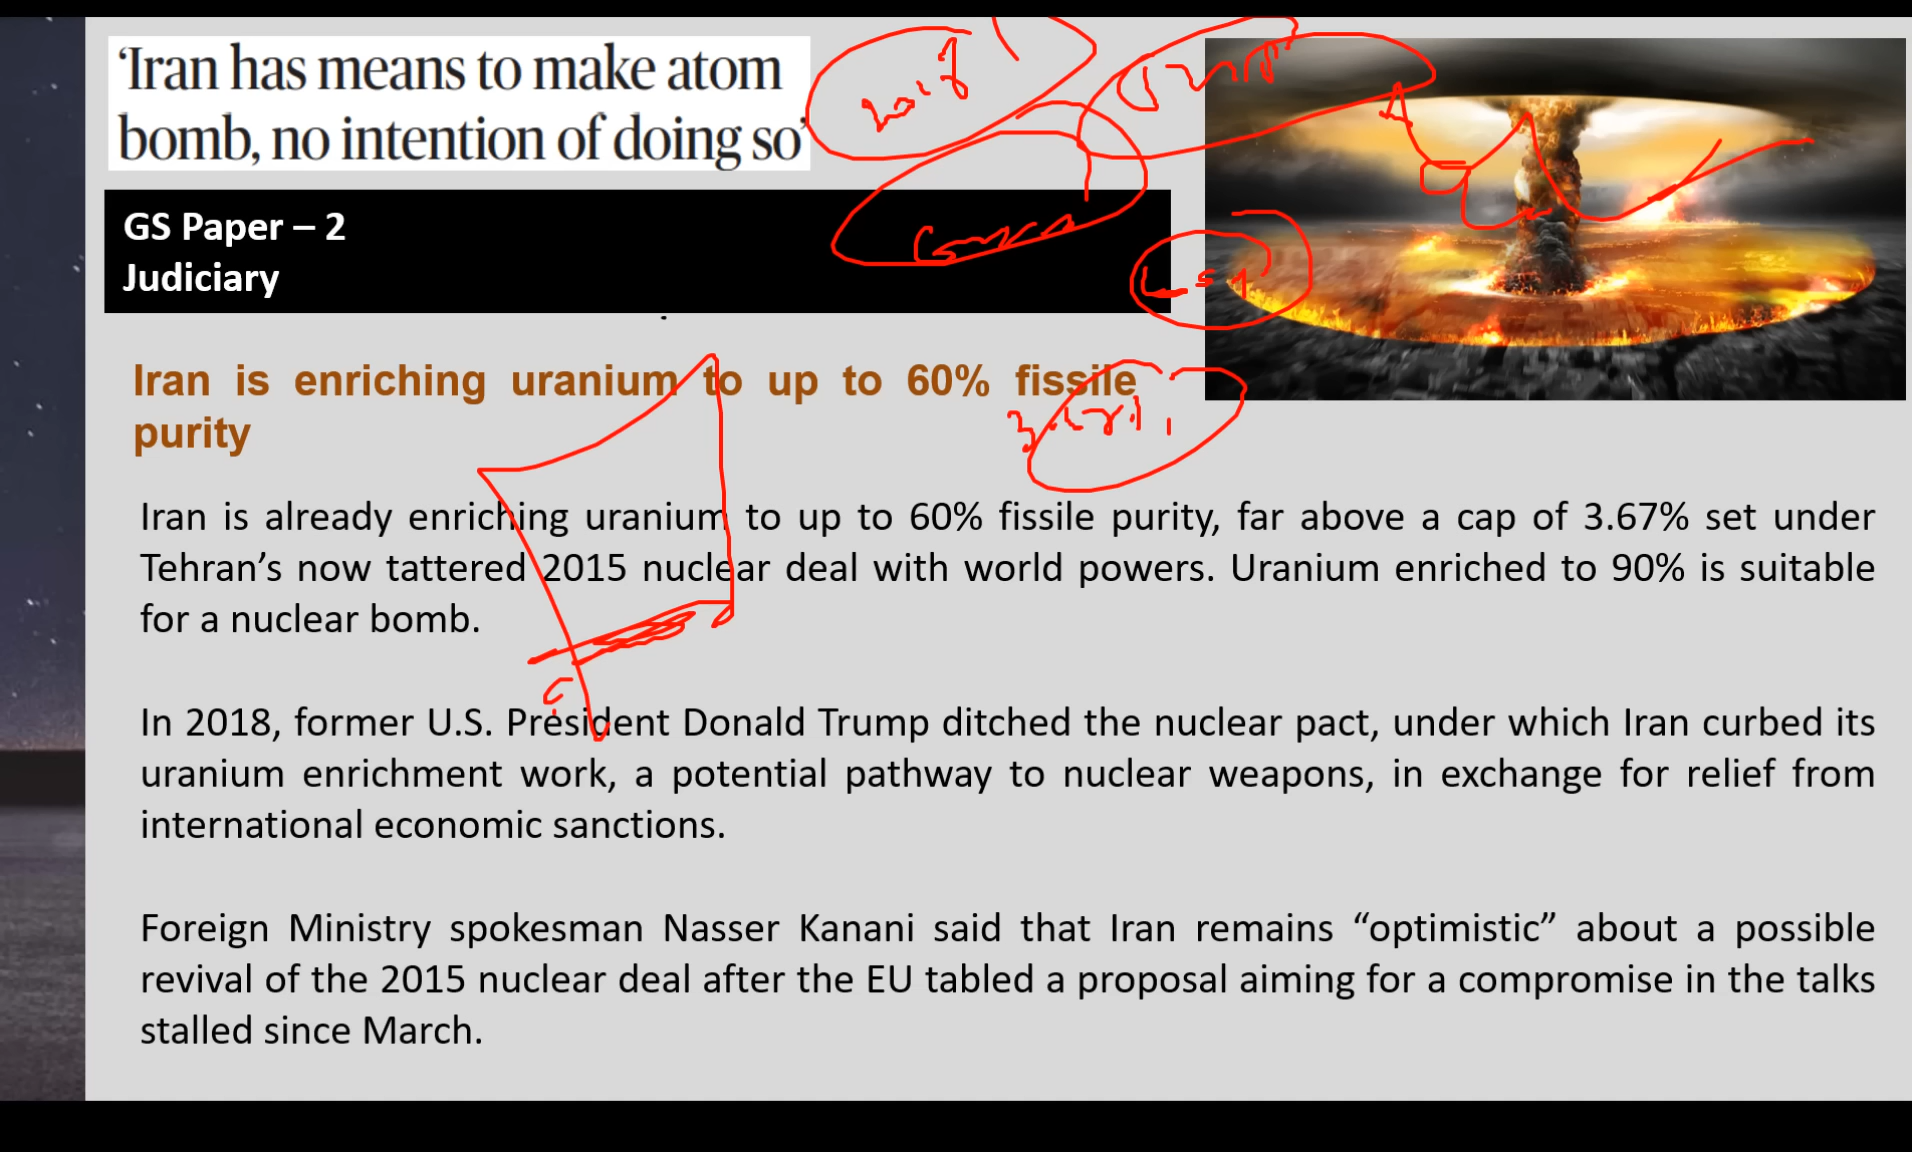 ‘Iran has means to make atom
bomb, no intention of doing so’
GS Paper – 2
Judiciary
Iran is enriching uranium to up to 60% fissile
purity
Iran is already enriching uranium to up to 60% fissile purity, far above a cap of 3.67% set under
Tehran’s now tattered 2015 nuclear deal with world powers. Uranium enriched to 90% is suitable
for a nuclear bomb.
In 2018, former U.S. President Donald Trump ditched the nuclear pact, under which Iran curbed its
uranium enrichment work, a potential pathway to nuclear weapons, in exchange for relief from
international economic sanctions.
Foreign Ministry spokesman Nasser Kanani said that Iran remains “optimistic” about a possible
revival of the 2015 nuclear deal after the EU tabled a proposal aiming for a compromise in the talks
stalled since March.